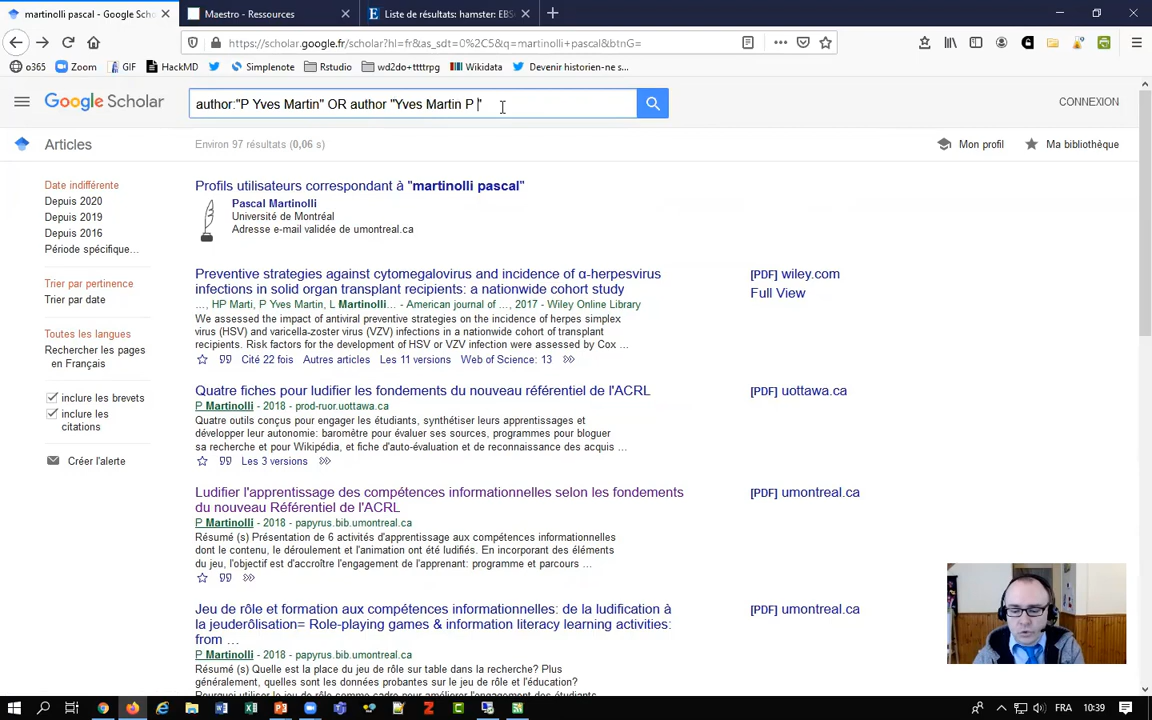 martinolli pascal - Google Scho
Maestro - Ressources
Liste de résultats: hamster: EBS
https://scholar.google.fr/scholar?hl=fr&as_sdt=0%2C5&q=martinolli+pascal&btnG=
o365
Zoom
GIF
HackMD
Simplenote
Rstudio
wd2do+ttttrpg
Wikidata
Devenir historien-ne s...
Google Scholar
author:"P Yves Martin" OR author "Yves Martin P "
CONNEXION
Articles
Environ 97 résultats (0,06 s)
Mon profil
Ma bibliothèque
Date indifférente
Depuis 2020
Depuis 2019
Depuis 2016
Période spécifique...
Trier par pertinence
Trier par date
Toutes les langues
Rechercher les pages
en Français
inclure les brevets
inclure les
citations
Créer l'alerte
Profils utilisateurs correspondant à "martinolli pascal"
Pascal Martinolli
Université de Montréal
Adresse e-mail validée de umontreal.ca
Preventive strategies against cytomegalovirus and incidence of α-herpesvirus
infections in solid organ transplant recipients: a nationwide cohort study
..., HP Marti, P Yves Martin, L Martinolli... - American journal of ..., 2017 - Wiley Online Library
We assessed the impact of antiviral preventive strategies on the incidence of herpes simplex
virus (HSV) and varicella-zoster virus (VZV) infections in a nationwide cohort of transplant
recipients. Risk factors for the development of HSV or VZV infection were assessed by Cox ...
Cité 22 fois Autres articles Les 11 versions Web of Science: 13
[PDF] wiley.com
Full View
Quatre fiches pour ludifier les fondements du nouveau référentiel de l'ACRL
P Martinolli - 2018 - prod-ruor.uottawa.ca
Quatre outils conçus pour engager les étudiants, synthétiser leurs apprentissages et
développer leur autonomie: baromètre pour évaluer ses sources, programmes pour bloguer
sa recherche et pour Wikipédia, et fiche d'auto-évaluation et de reconnaissance des acquis ...
Les 3 versions
[PDF] uottawa.ca
Ludifier l'apprentissage des compétences informationnelles selon les fondements
du nouveau Référentiel de l'ACRL
P Martinolli - 2018 - papyrus.bib.umontreal.ca
Résumé (s) Présentation de 6 activités d'apprentissage aux compétences informationnelles
dont le contenu, le déroulement et l'animation ont été ludifiés. En incorporant des éléments
du jeu, l'objectif est d'accroître l'engagement de l'apprenant: programme et parcours ...
[PDF] umontreal.ca
Jeu de rôle et formation aux compétences informationnelles: de la ludification à
la jeuderôlisation= Role-playing games & information literacy learning activities:
from ...
P Martinolli - 2018 - papyrus.bib.umontreal.ca
Résumé (s) Quelle est la place du jeu de rôle sur table dans la recherche? Plus
généralement, quelles sont les données probantes sur le jeu de rôle et l'éducation?
Pourquoi utiliser le jeu de rôle comme cadre pour améliorer l'engagement des étudiants
[PDF] umontreal.ca
FRA
10:39